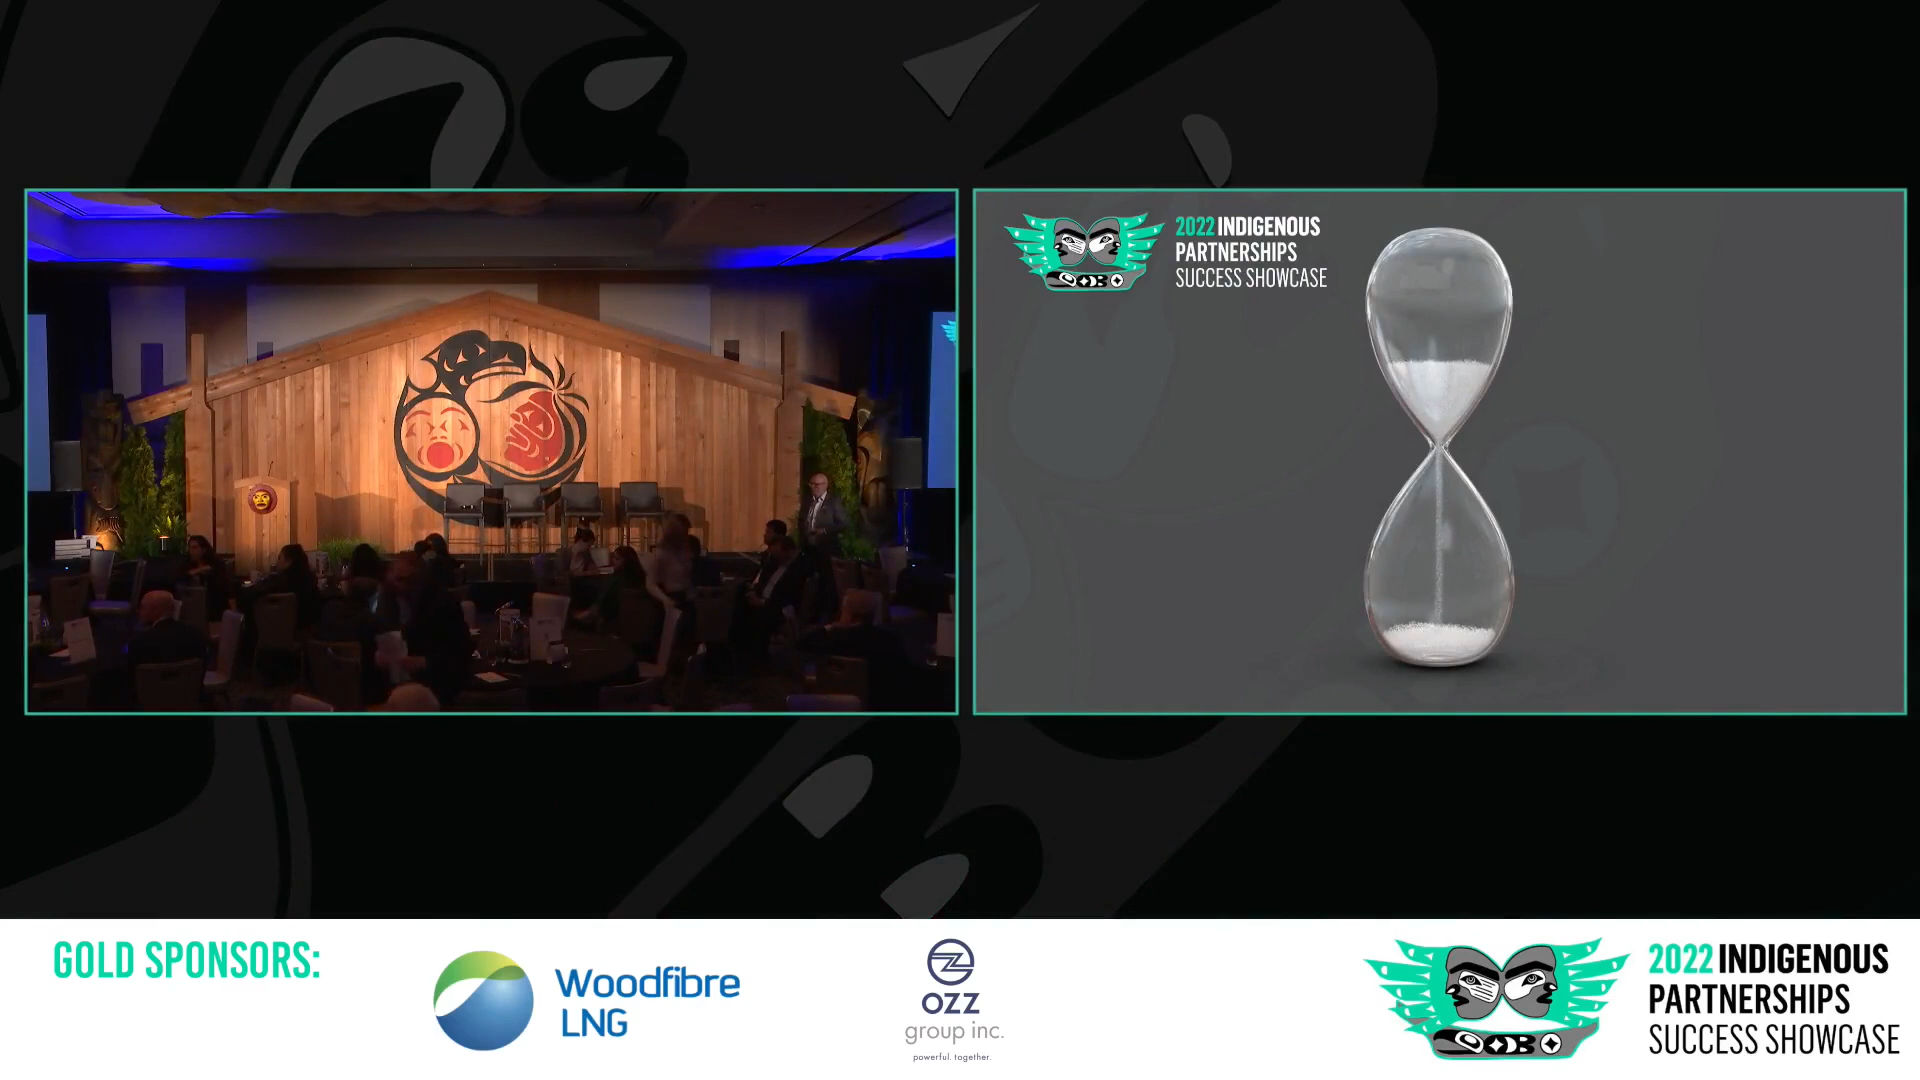 2022 INDIGENOUS
PARTNERSHIPS
SUCCESS SHOWCASE
GOLD SPONSORS:
Woodfibre
LNG
OZZ
group inc.
powerful. together.
2022 INDIGENOUS
PARTNERSHIPS
SUCCESS SHOWCASE